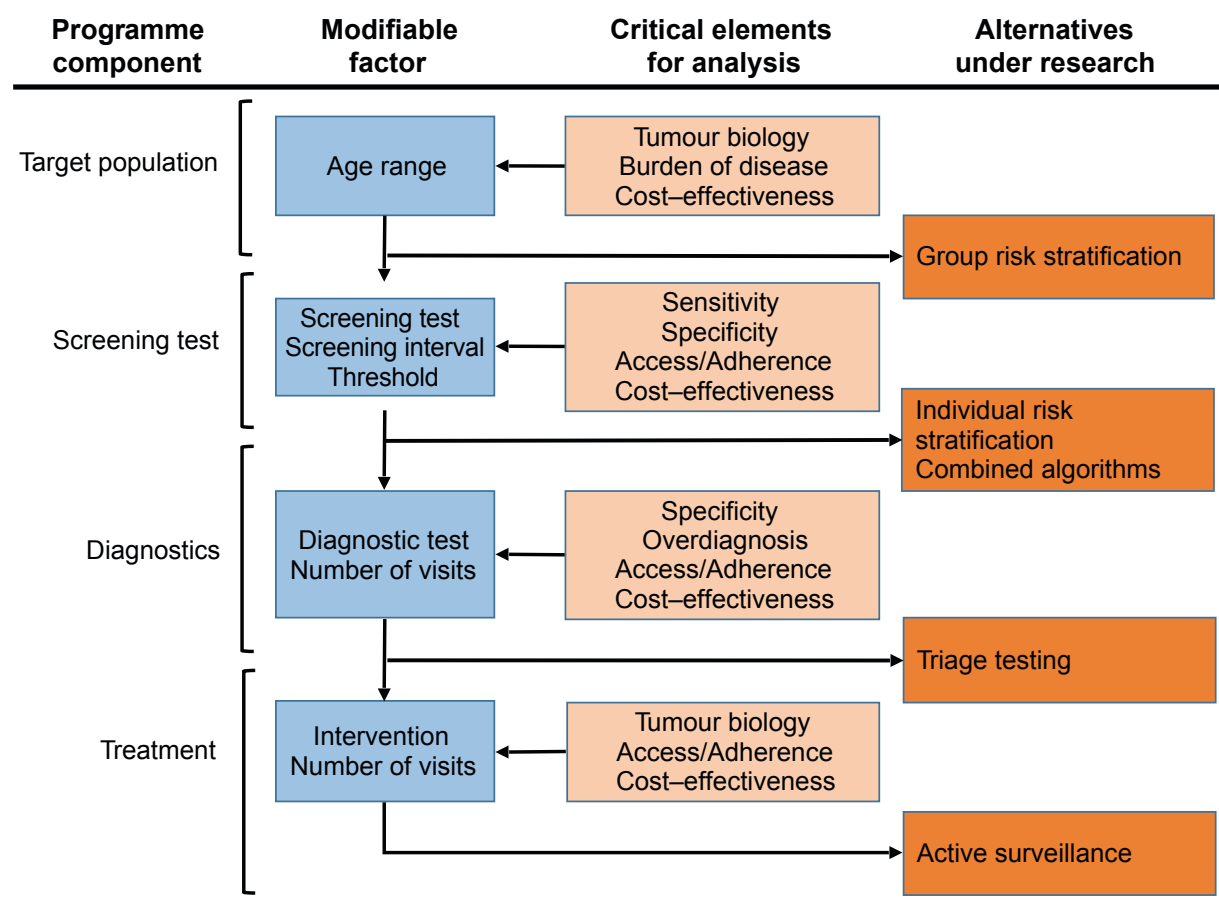 Programme
component
Modifiable
factor
Critical elements
for analysis
Alternatives
under research
Target population
Age range
Tumour biology
Burden of disease
Cost–effectiveness
Group risk stratification
Screening test
Screening test
Screening interval
Threshold
Sensitivity
Specificity
Access/Adherence
Cost–effectiveness
Individual risk
stratification
Combined algorithms
Diagnostics
Diagnostic test
Number of visits
Specificity
Overdiagnosis
Access/Adherence
Cost–effectiveness
Triage testing
Treatment
Intervention
Number of visits
Tumour biology
Access/Adherence
Cost–effectiveness
Active surveillance